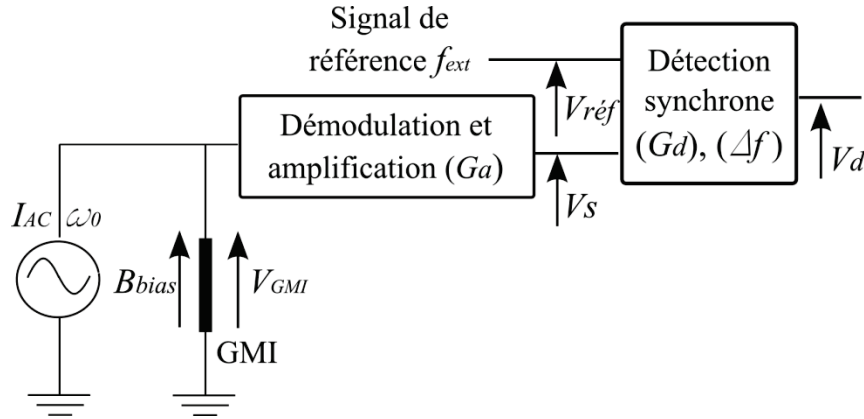 Signal de
référence fext
Vréf
Détection
synchrone
(Gd), (Δf)
Vd
Démodulation et
amplification (Ga)
Vs
IAC ω0
Bbias
VGMI
GMI